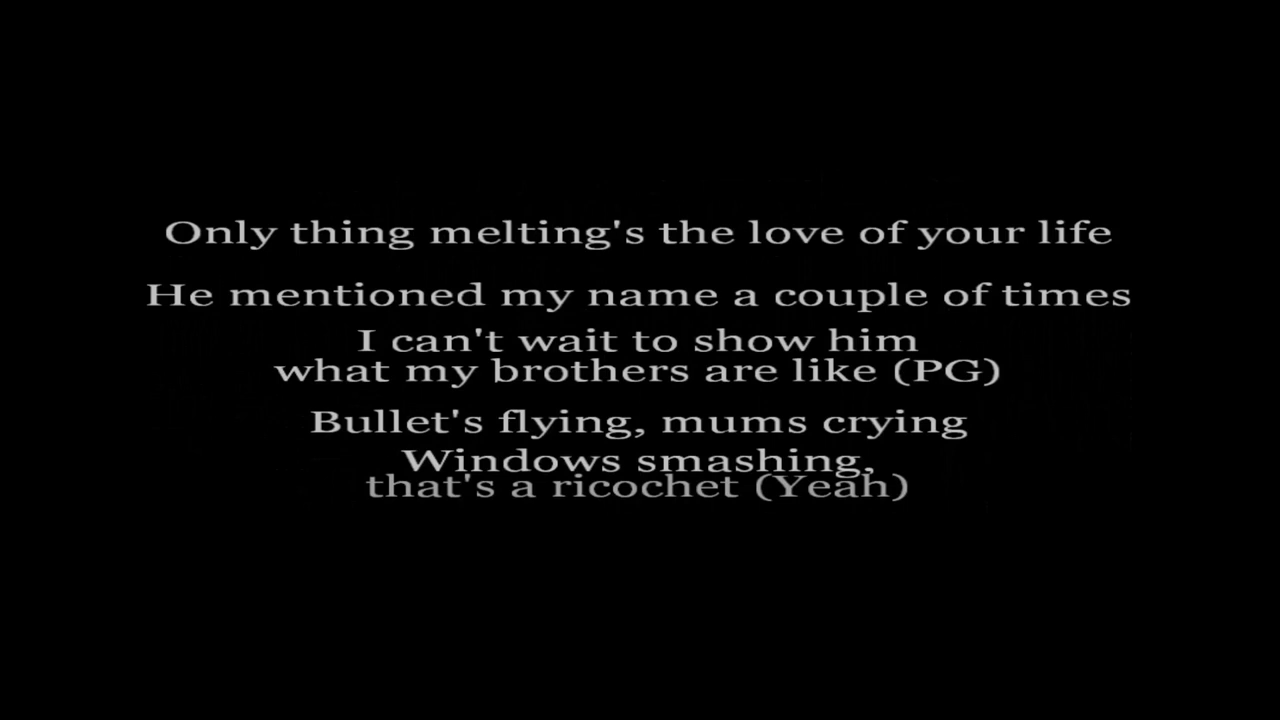 Only thing melting's the love of your life
He mentioned my name a couple of times
I can't wait to show him
what my brothers are like (PG)
Bullet's flying, mums crying
Windows smashing,
that's a ricochet (Yeah)